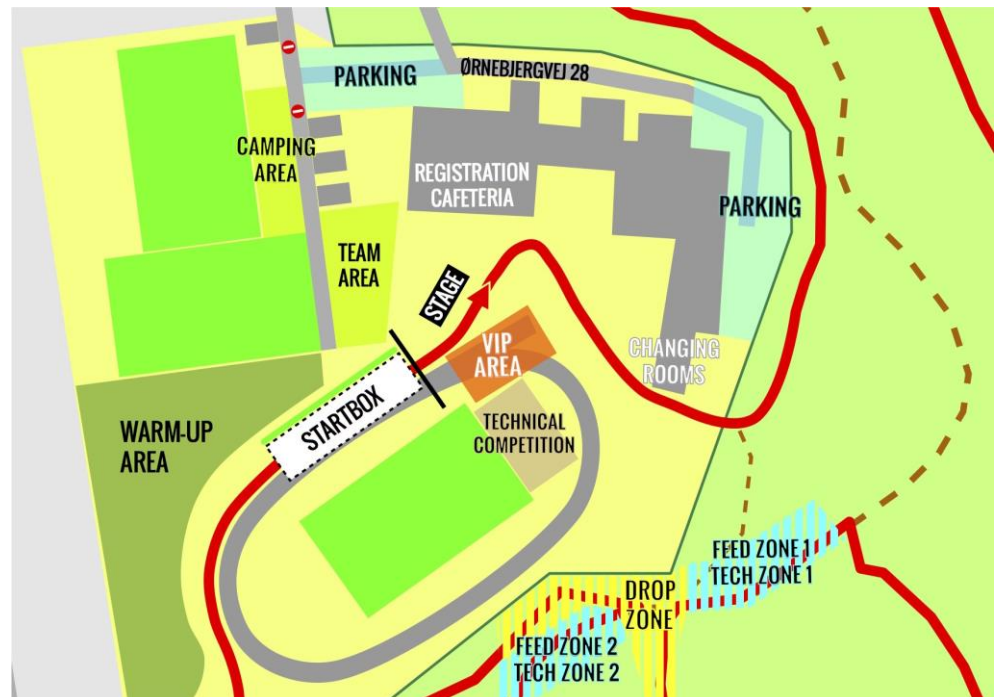 PARKING
ØRNEBJERGVEJ 28
CAMPING
AREA
REGISTRATION
CAFETERIA
PARKING
TEAM
AREA
STAGE
VIP
AREA
CHANGING
ROOMS
STARTBOX
TECHNICAL
COMPETITION
WARM-UP
AREA
FEED ZONE 1
TECH ZONE 1
DROP
ZONE
FEED ZONE 2
TECH ZONE 2